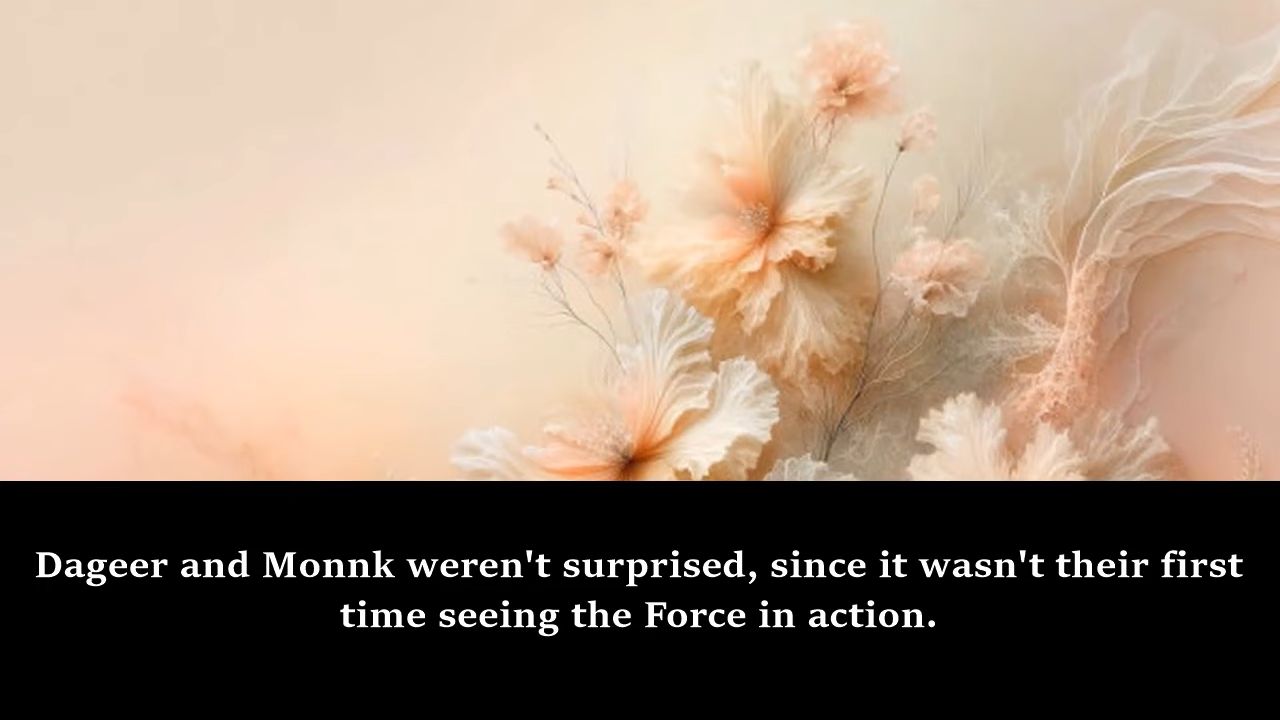 Dageer and Monnk weren't surprised, since it wasn't their first
time seeing the Force in action.